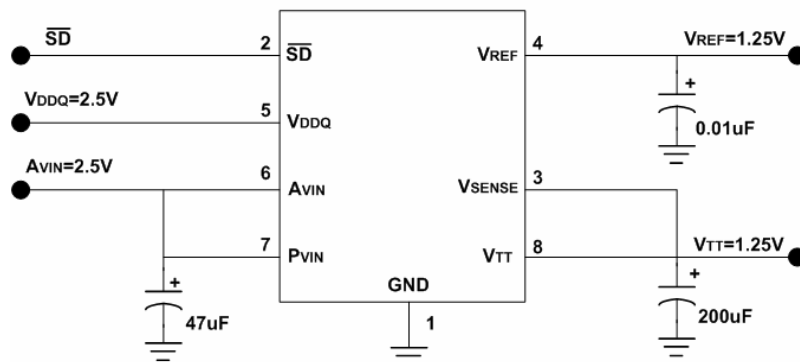 SD
2
SD
VREF
4
VREF=1.25V
+
0.01uF
VDDQ=2.5V
5
VDDQ
AVIN=2.5V
6
AVIN
VSENSE
3
7
PVIN
VTT
8
VTT=1.25V
+
47uF
GND
1
+
200uF